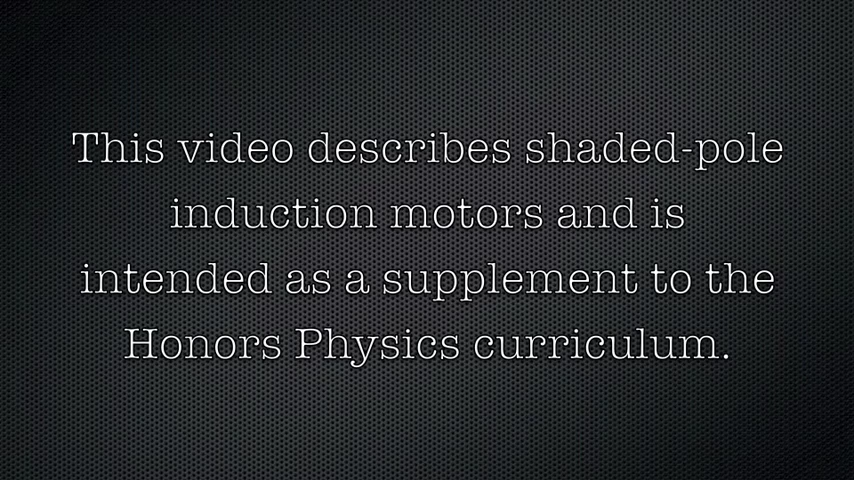 This video describes shaded-pole
induction motors and is
intended as a supplement to the
Honors Physics curriculum.